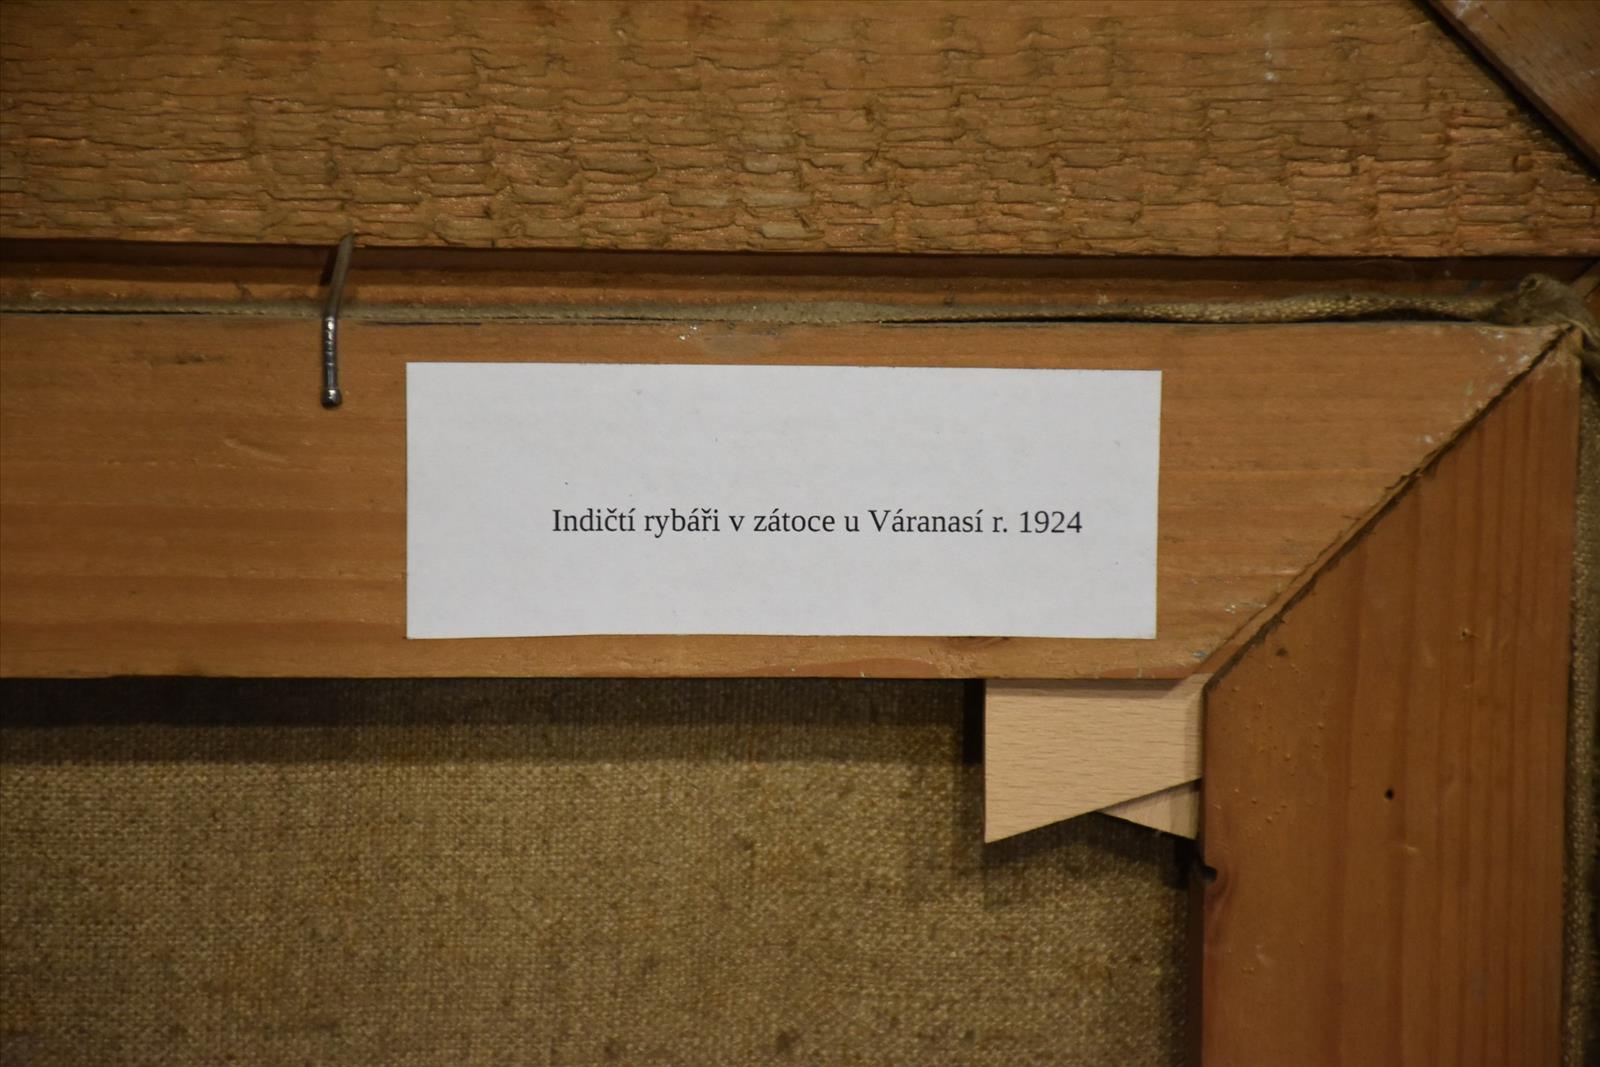 Indičtí rybáři v zátoce u Váranasí r. 1924